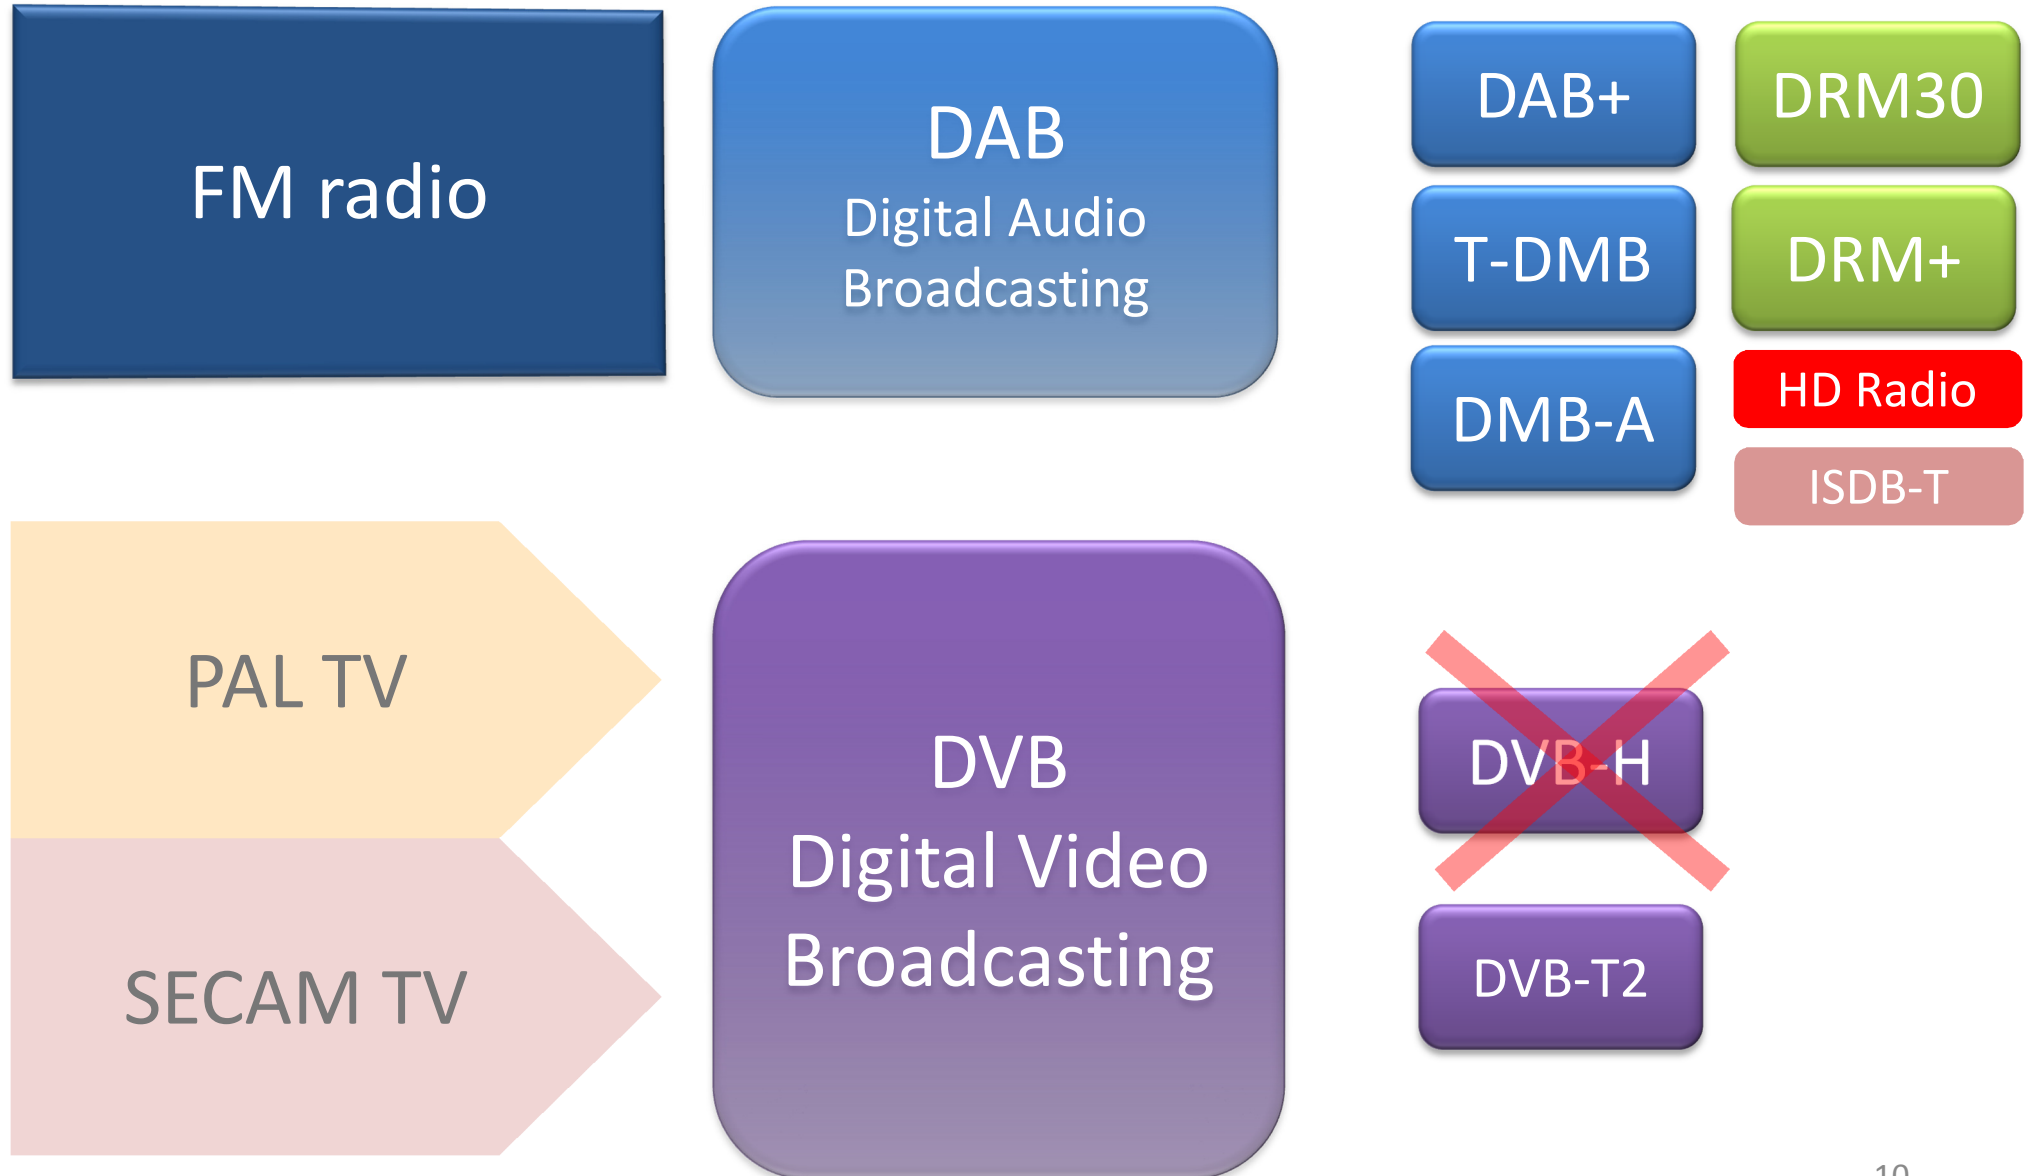 FM radio
DAB
Digital Audio
Broadcasting
DAB+
DRM30
T-DMB
DRM+
DMB-A
HD Radio
ISDB-T
PAL TV
SECAM TV
DVB
Digital Video
Broadcasting
DVB-H
DVB-T2
10